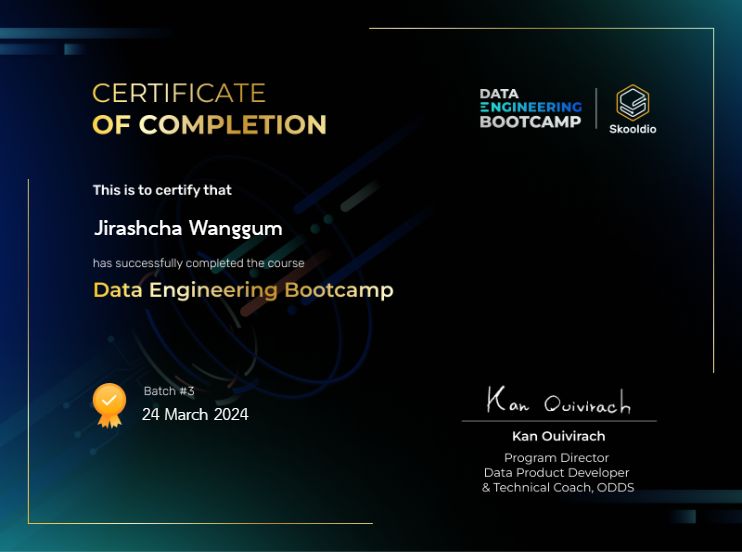 CERTIFICATE
OF COMPLETION
DATA
ENGINEERING
BOOTCAMP
Skooldio
This is to certify that
Jirashcha Wanggum
has successfully completed the course
Data Engineering Bootcamp
Batch #3
24 March 2024
Kan Ouivirach
Kan Ouivirach
Program Director
Data Product Developer
& Technical Coach, ODDS